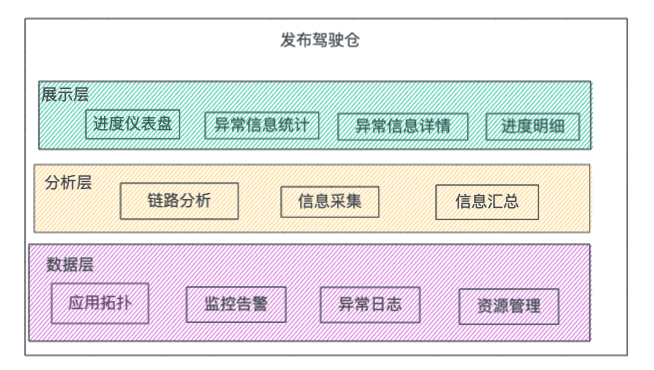 发布驾驶仓
展示层
进度仪表盘
异常信息统计
异常信息详情
进度明细
分析层
链路分析
信息采集
信息汇总
数据层
应用拓扑
监控告警
异常日志
资源管理